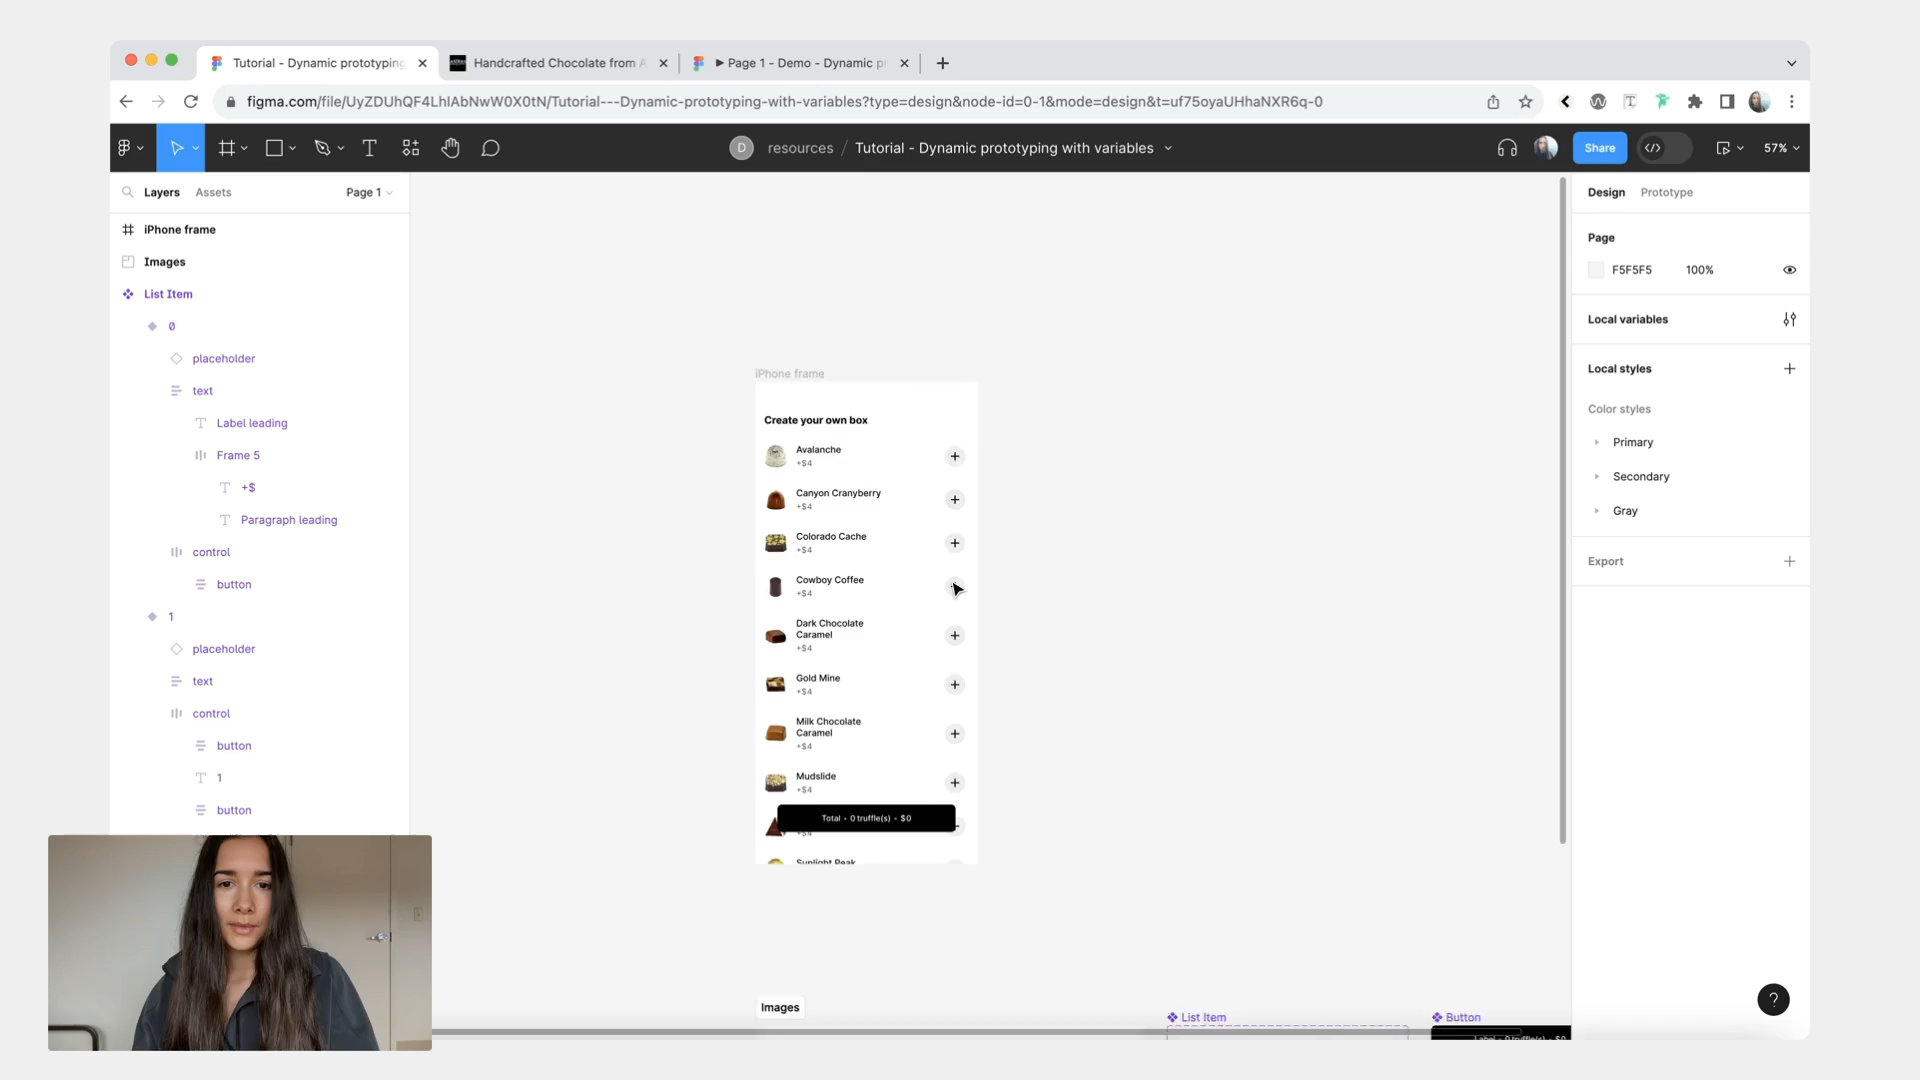 Tutorial - Dynamic prototyping
Handcrafted Chocolate from A
Page 1 - Demo - Dynamic p
figma.com/file/UyZDUhQF4LhIAbNwW0X0tN/Tutorial---Dynamic-prototyping-with-variables?type=design&node-id=0-1&mode=design&t=uf75oyaUHhaNXR6q-0
D resources / Tutorial - Dynamic prototyping with variables
Share
57%
Layers Assets Page 1
Design Prototype
iPhone frame
Images
List Item
0
placeholder
text
Label leading
Frame 5
+$
Paragraph leading
control
button
1
placeholder
text
control
button
1
button
iPhone frame
Create your own box
Avalanche
+$4
Canyon Cranyberry
+$4
Colorado Cache
+$4
Cowboy Coffee
+$4
Dark Chocolate
Caramel
+$4
Gold Mine
+$4
Milk Chocolate
Caramel
+$4
Mudslide
+$4
Total - 0 truffle(s) - $0
+$4
Sunlight Peak
Images
List Item
Button
Label - 0 truffle(s) - $0
Page
F5F5F5 100%
Local variables
Local styles
Color styles
Primary
Secondary
Gray
Export
?